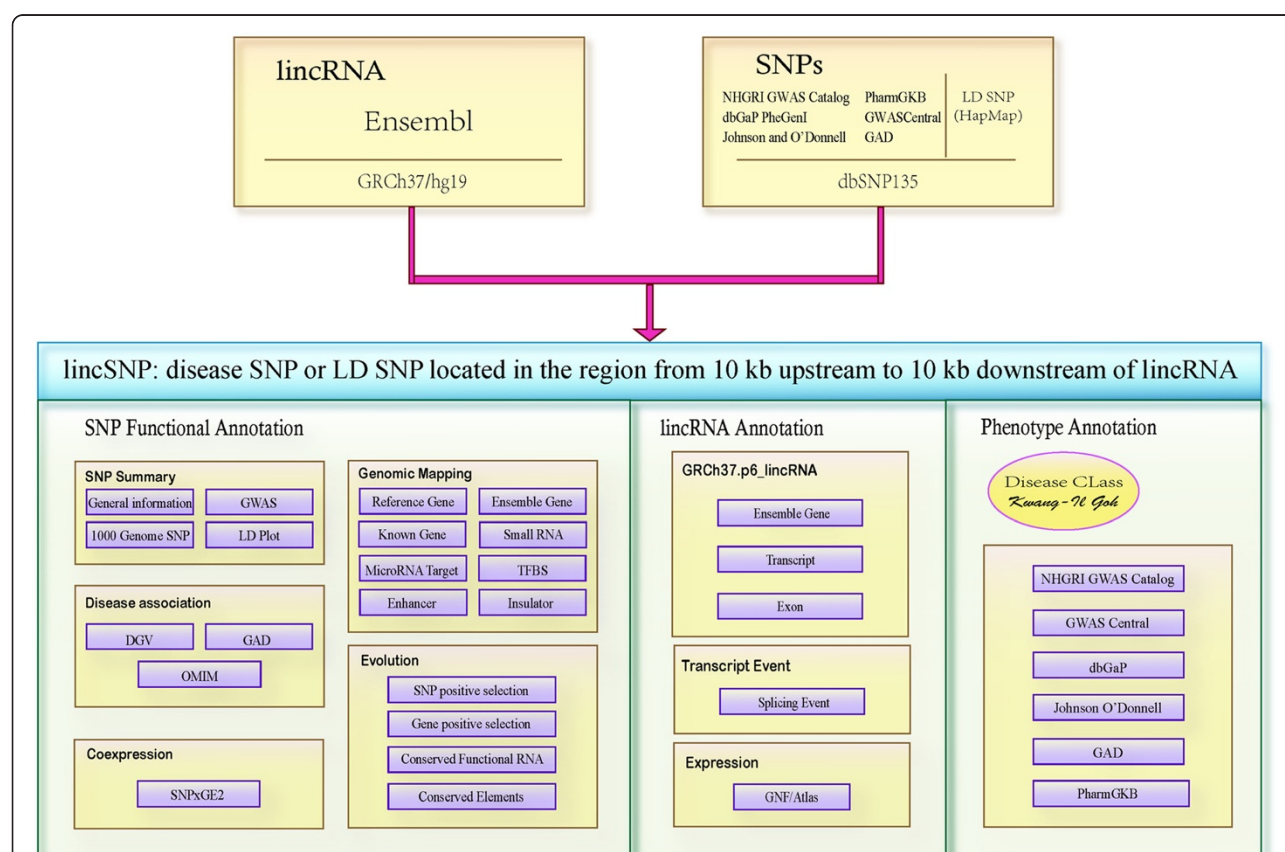 lincRNA
Ensembl
GRCh37/hg19
SNPs
NHGRI GWAS Catalog
dbGaP PheGenI
Johnson and O'Donnell
PharmGKB
GWASCentral
GAD
LD SNP
(HapMap)
dbSNP135
lincSNP: disease SNP or LD SNP located in the region from 10 kb upstream to 10 kb downstream of lincRNA
SNP Functional Annotation
SNP Summary
General information
GWAS
1000 Genome SNP
LD Plot
Disease association
DGV
GAD
OMIM
Coexpression
SNPxGE2
Genomic Mapping
Reference Gene
Ensemble Gene
Known Gene
Small RNA
MicroRNA Target
TFBS
Enhancer
Insulator
Evolution
SNP positive selection
Gene positive selection
Conserved Functional RNA
Conserved Elements
lincRNA Annotation
GRCh37.p6_lincRNA
Ensemble Gene
Transcript
Exon
Transcript Event
Splicing Event
Expression
GNF/Atlas
Phenotype Annotation
Disease CLass
Kwang-Il Goh
NHGRI GWAS Catalog
GWAS Central
dbGaP
Johnson O'Donnell
GAD
PharmGKB